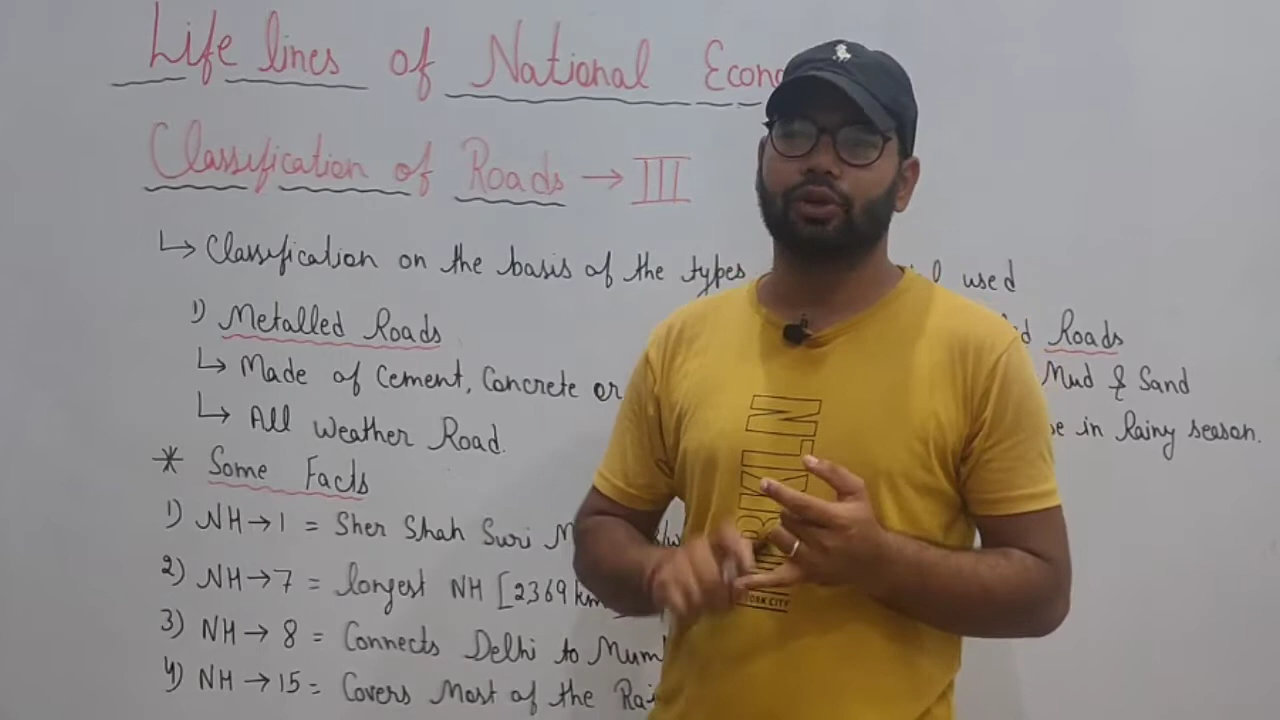 Life lines of National
Classification of Roads → III
↳ Classification on the basis of the types used
1) Metalled Roads
Roads
↳ Made of Cement, Concrete or
Mud & Sand
↳ All Weather Road.
in Rainy season.
* Some Facts
1) NH → 1 = Sher Shah Suri
2) NH → 7 = longest NH [2369 km
3) NH → 8 = Connects Delhi to
4) NH → 15 = Covers Most of the
BKLN